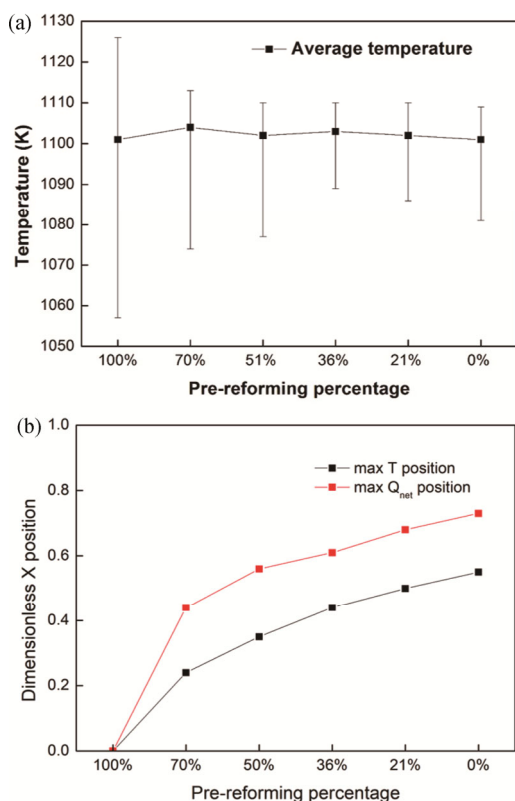 (a)
Average temperature
1130
1120
1110
1100
1090
1080
1070
1060
1050
Temperature (K)
100% 70% 51% 36% 21% 0%
Pre-reforming percentage
(b)
1.0
0.8
0.6
0.4
0.2
0.0
max T position
max Qnet position
Dimensionless X position
100% 70% 50% 36% 21% 0%
Pre-reforming percentage